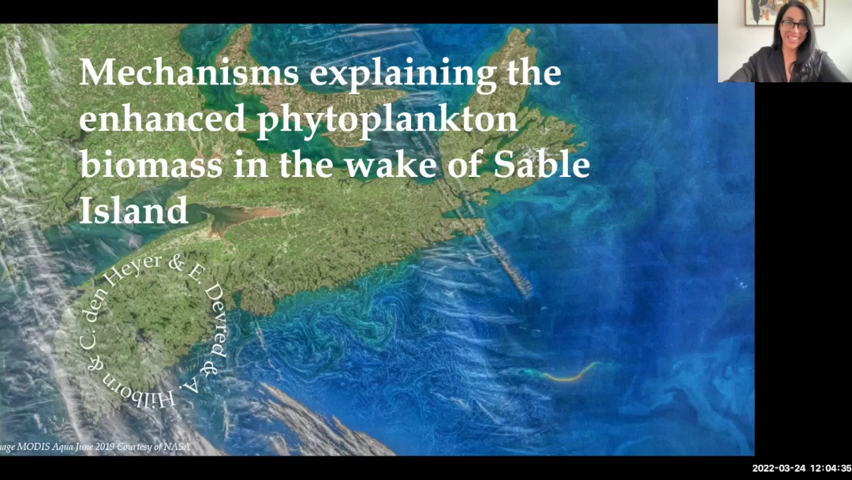 Mechanisms explaining the
enhanced phytoplankton
biomass in the wake of Sable
Island
C. den Heyer & E. Devred & A. Hilborn &
age MODIS Aqua June 2019 Courtesy of NASA
2022-03-24 12:04:35